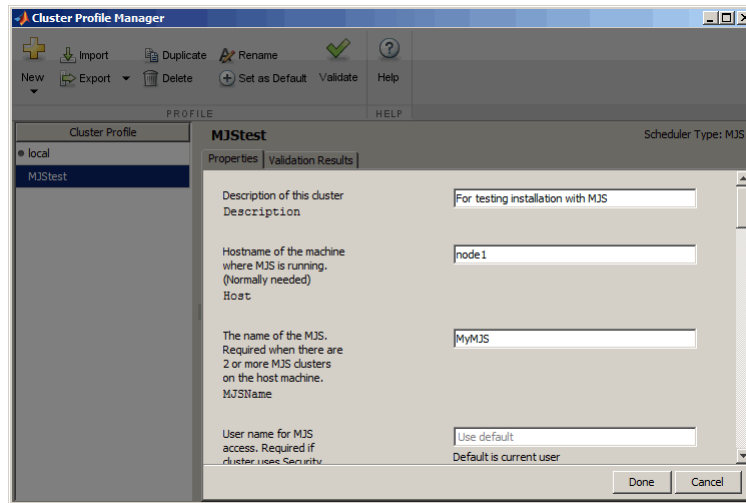 Cluster Profile Manager
New
Import
Export
Duplicate
Delete
Rename
Set as Default
Validate
Help
PROFILE
HELP
Cluster Profile
local
MJStest
MJStest
Scheduler Type: MJS
Properties
Validation Results
Description of this cluster
Description
For testing installation with MJS
Hostname of the machine
where MJS is running.
(Normally needed)
Host
node1
The name of the MJS.
Required when there are
2 or more MJS clusters
on the host machine.
MJSName
MyMJS
User name for MJS
access. Required if
cluster uses Security
Use default
Default is current user
Done
Cancel